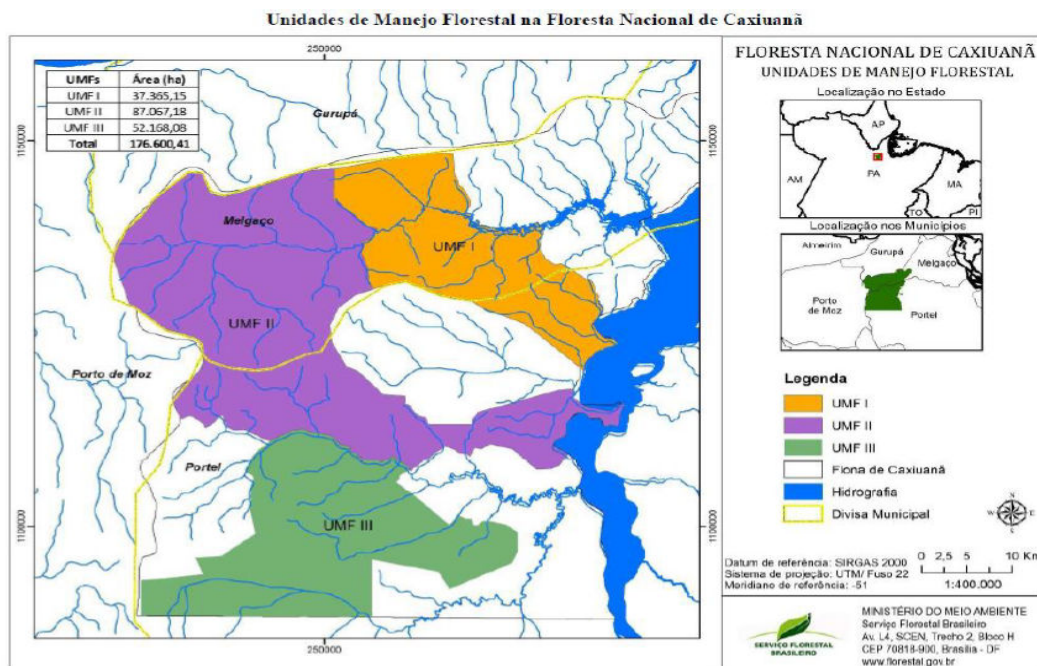 Unidades de Manejo Florestal na Floresta Nacional de Caxiuanã
250000
UMFs Área (ha)
UMF I 37.365,15
UMF II 87.067,18
UMF III 52.168,08
Total 176.600,41
Gurupá
1150000
1150000
Melgaço
UMF I
UMF II
Porto de Moz
Portel
UMF III
1100000
1100000
250000
FLORESTA NACIONAL DE CAXIUANÃ
UNIDADES DE MANEJO FLORESTAL
Localização no Estado
AP
AM
PA
MA
TO
PI
Localização nos Municípios
Almeirim
Gurupá
Melgaço
Porto
de Moz
Portel
Legenda
UMF I
UMF II
UMF III
Flona de Caxiuanã
Hidrografia
Divisa Municipal
N
W E
S
Datum de referência: SIRGAS 2000
Sistema de projeção: UTM/ Fuso 22
Meridiano de referência: -51
0 2,5 5 10 Km
1:400.000
SERVIÇO FLORESTAL
BRASILEIRO
MINISTÉRIO DO MEIO AMBIENTE
Serviço Florestal Brasileiro
Av. L4, SCEN, Trecho 2, Bloco H
CEP 70818-900, Brasília - DF
www.florestal.gov.br